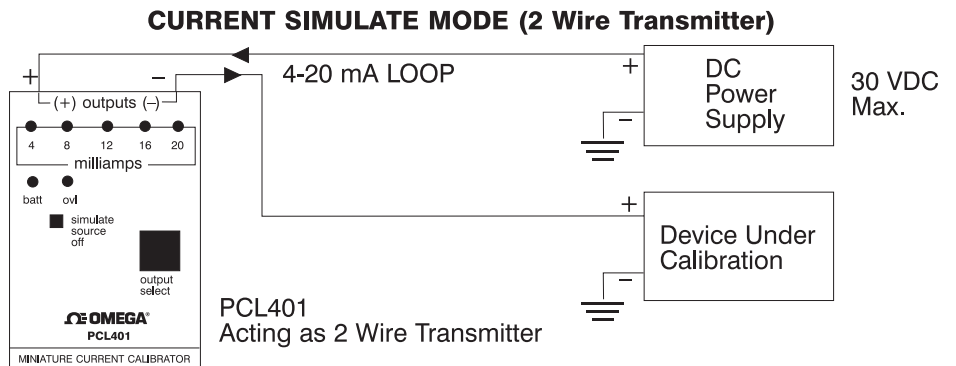 CURRENT SIMULATE MODE (2 Wire Transmitter)
+
–
4-20 mA LOOP
(+) outputs (–)
4 8 12 16 20
milliamps
batt ovl
simulate
source
off
output
select
Ω OMEGA®
PCL401
MINIATURE CURRENT CALIBRATOR
+
–
DC
Power
Supply
30 VDC
Max.
+
–
Device Under
Calibration
PCL401
Acting as 2 Wire Transmitter